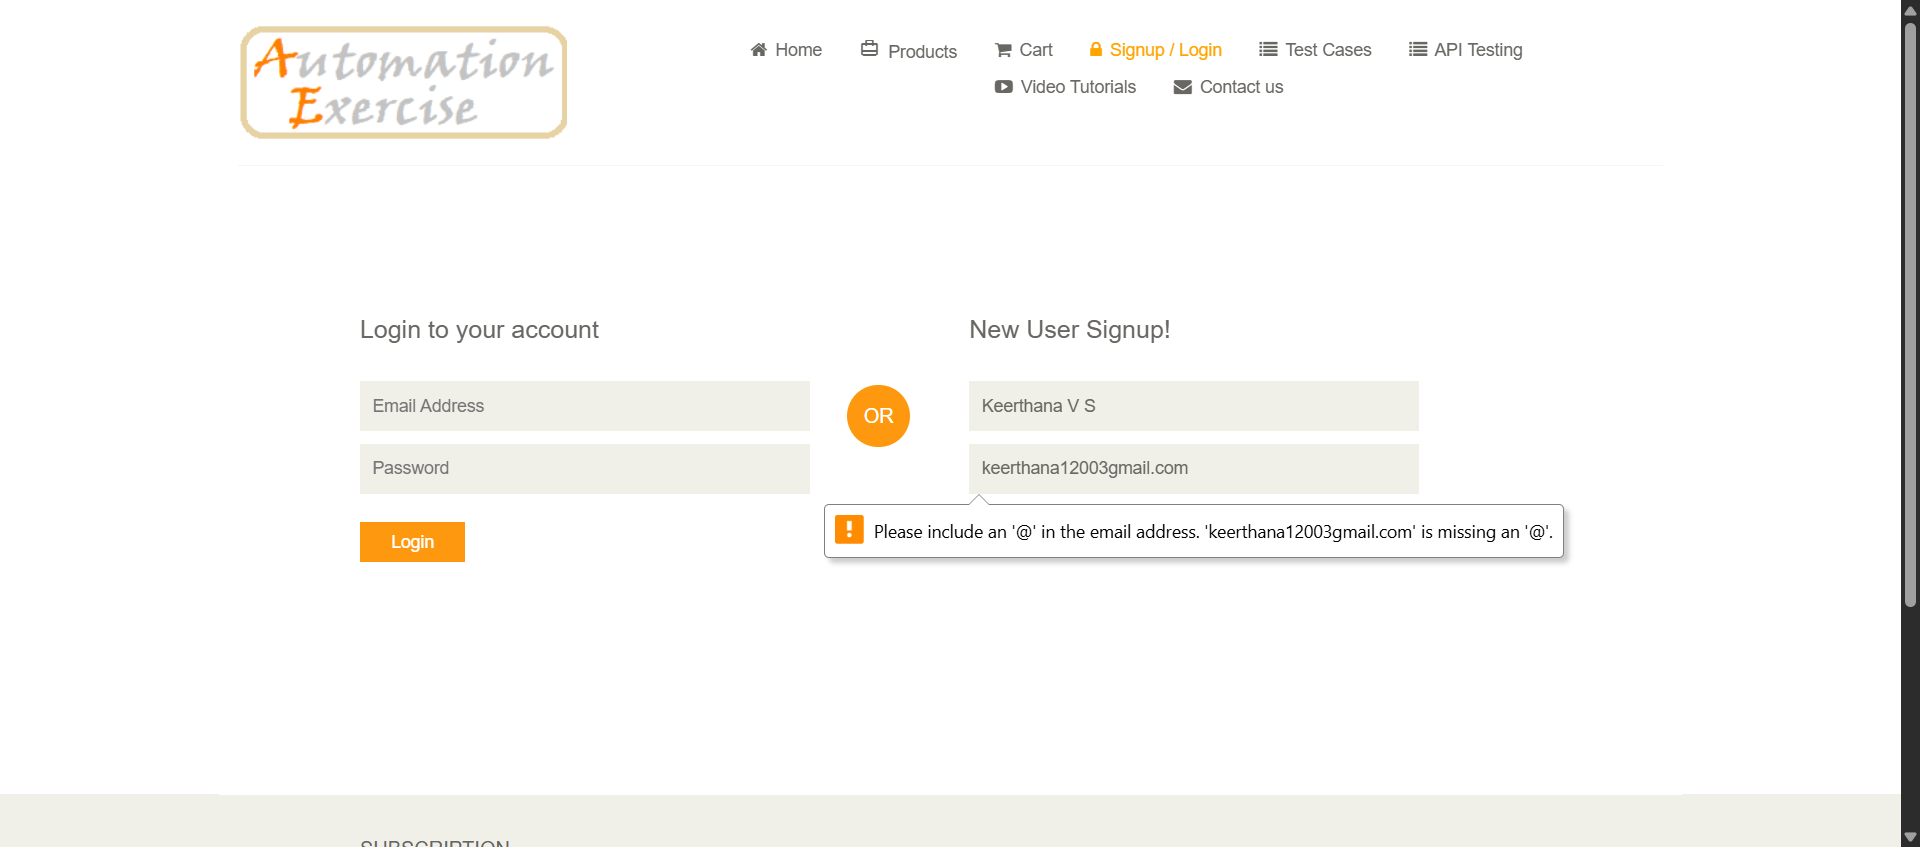 Automation
Exercise
Home
Products
Cart
Signup / Login
Test Cases
API Testing
Video Tutorials
Contact us
Login to your account
Email Address
Password
Login
OR
New User Signup!
Keerthana V S
keerthana12003gmail.com
Please include an '@' in the email address. 'keerthana12003gmail.com' is missing an '@'.
SUBSCRIPTION